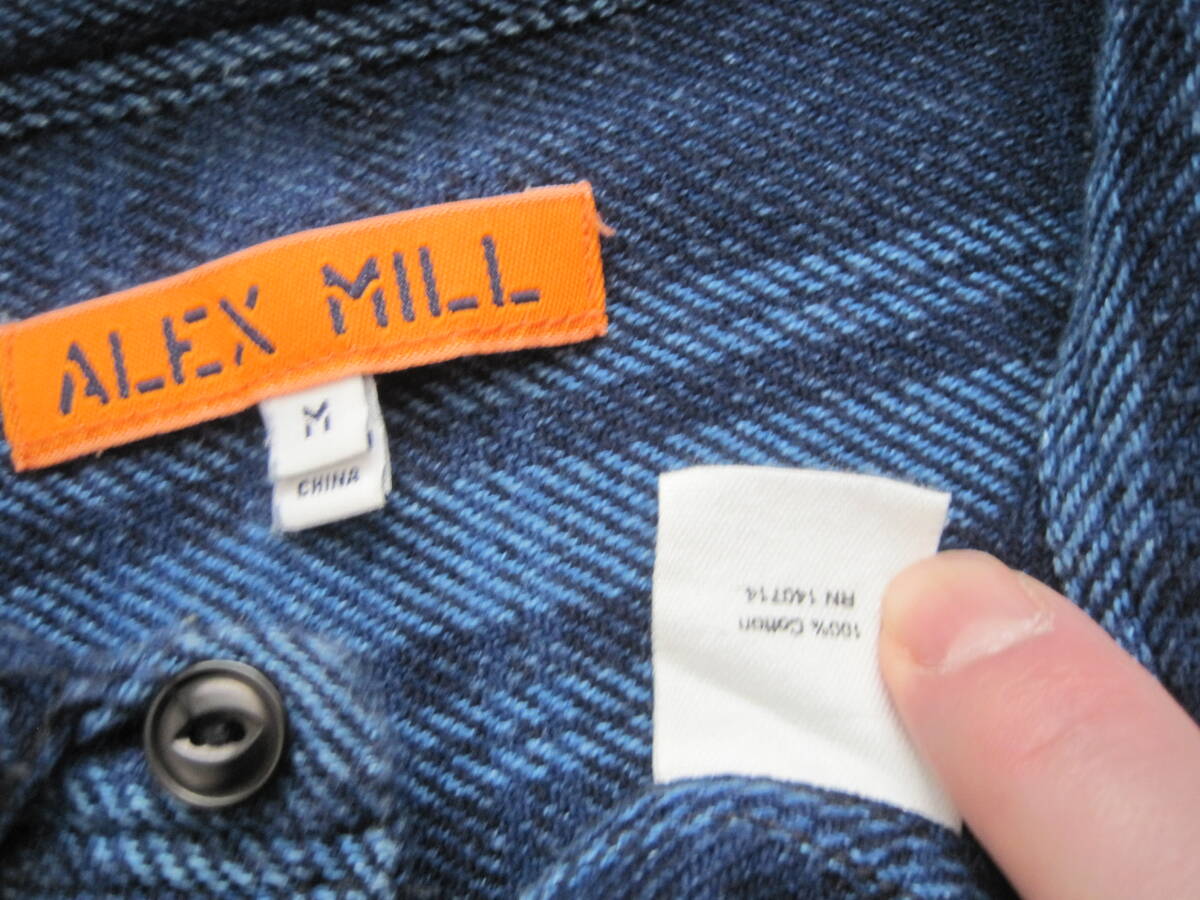 ALEX MILL
M
CHINA
100% Cotton
RN 140714